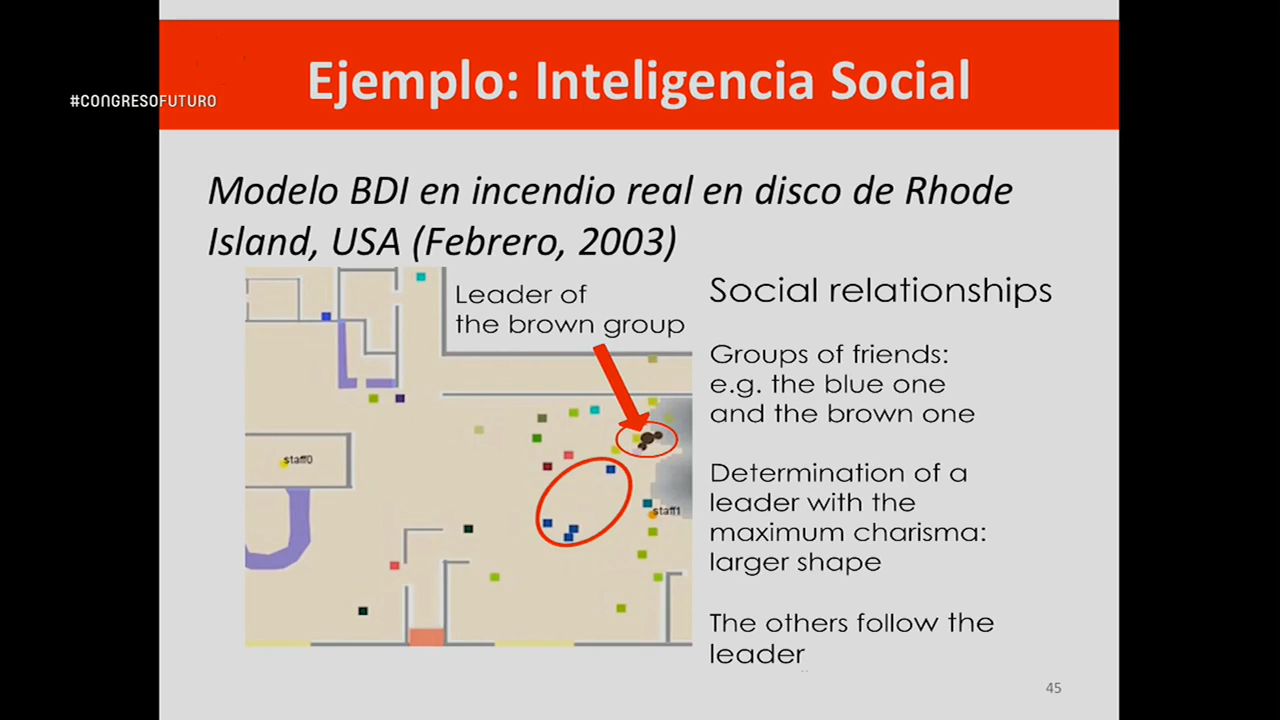 Ejemplo: Inteligencia Social
#CONGRESOFUTURO
Modelo BDI en incendio real en disco de Rhode
Island, USA (Febrero, 2003)
Leader of
the brown group
staff0
staff1
Social relationships
Groups of friends:
e.g. the blue one
and the brown one
Determination of a
leader with the
maximum charisma:
larger shape
The others follow the
leader
45